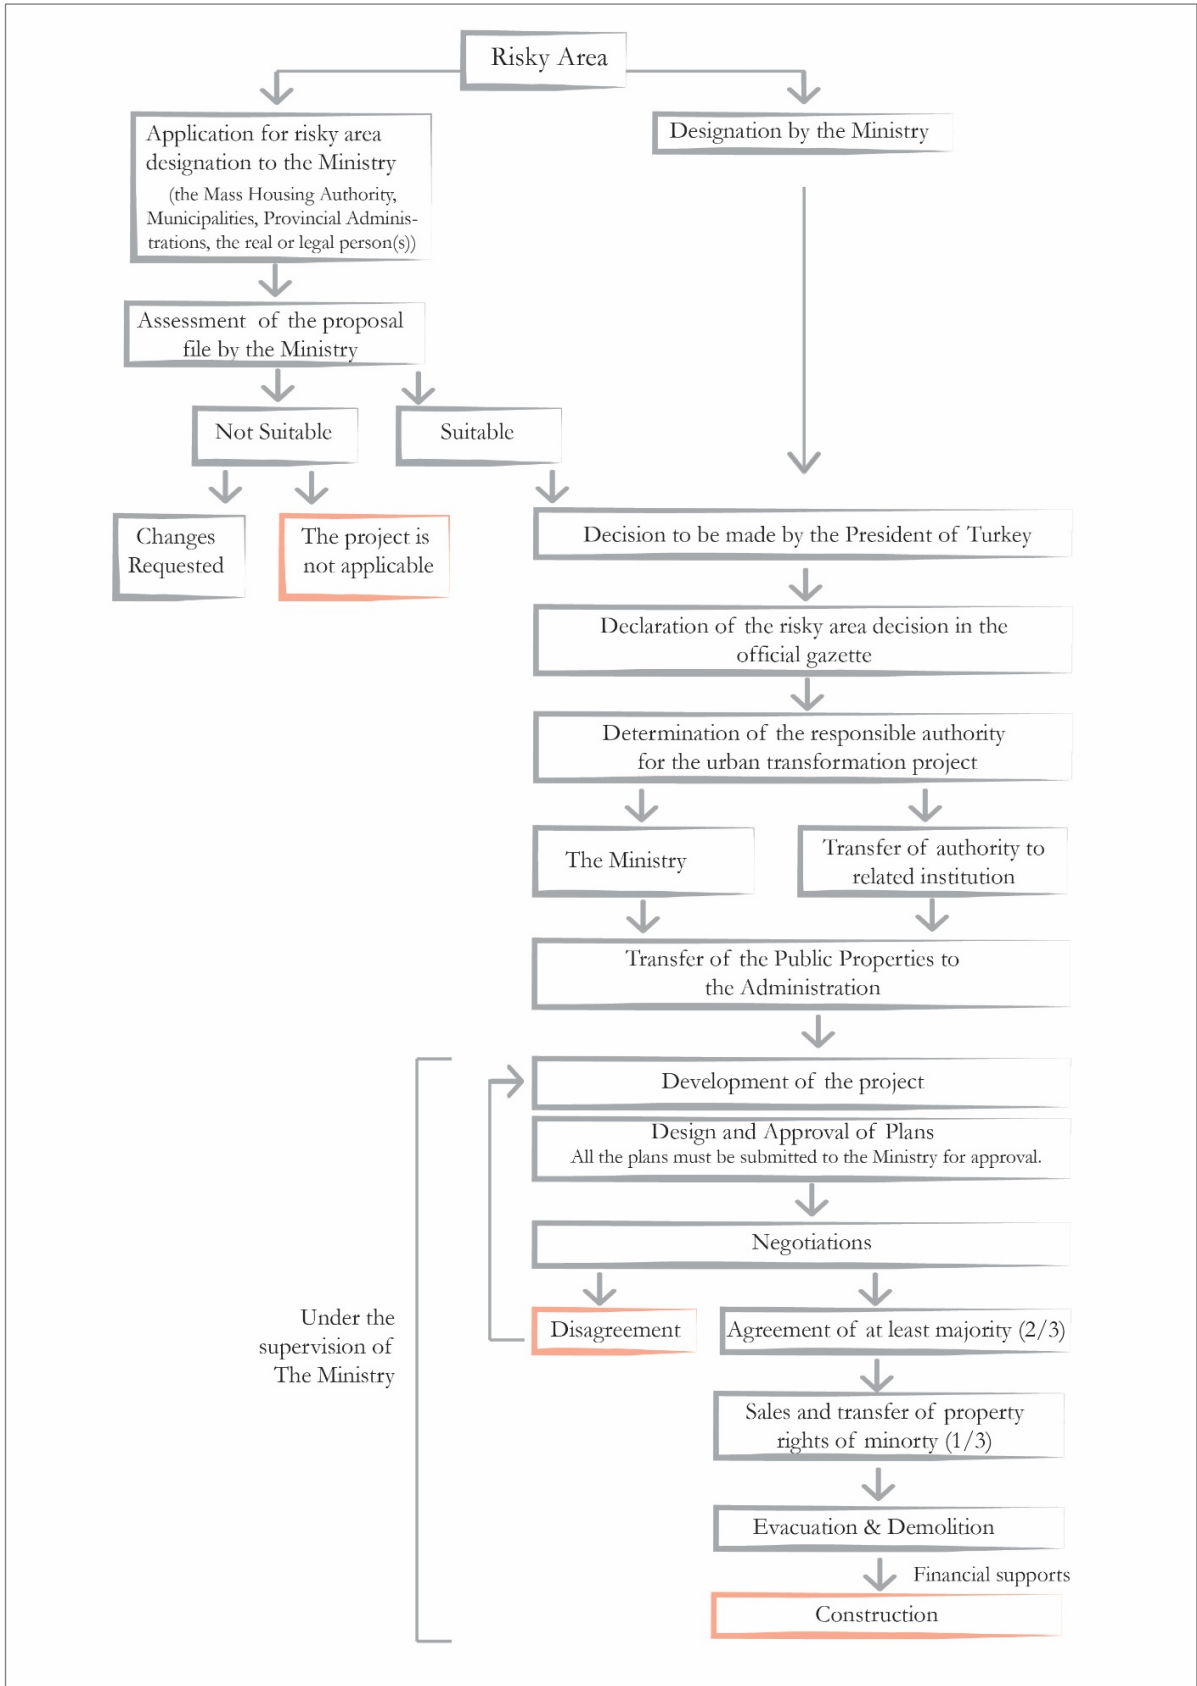 Risky Area
Application for risky area
designation to the Ministry
(the Mass Housing Authority,
Municipalities, Provincial Adminis-
trations, the real or legal person(s))
Designation by the Ministry
Assessment of the proposal
file by the Ministry
Not Suitable
Suitable
Changes
Requested
The project is
not applicable
Decision to be made by the President of Turkey
Declaration of the risky area decision in the
official gazette
Determination of the responsible authority
for the urban transformation project
The Ministry
Transfer of authority to
related institution
Transfer of the Public Properties to
the Administration
Development of the project
Design and Approval of Plans
All the plans must be submitted to the Ministry for approval.
Negotiations
Under the
supervision of
The Ministry
Disagreement
Agreement of at least majority (2/3)
Sales and transfer of property
rights of minorty (1/3)
Evacuation & Demolition
Financial supports
Construction